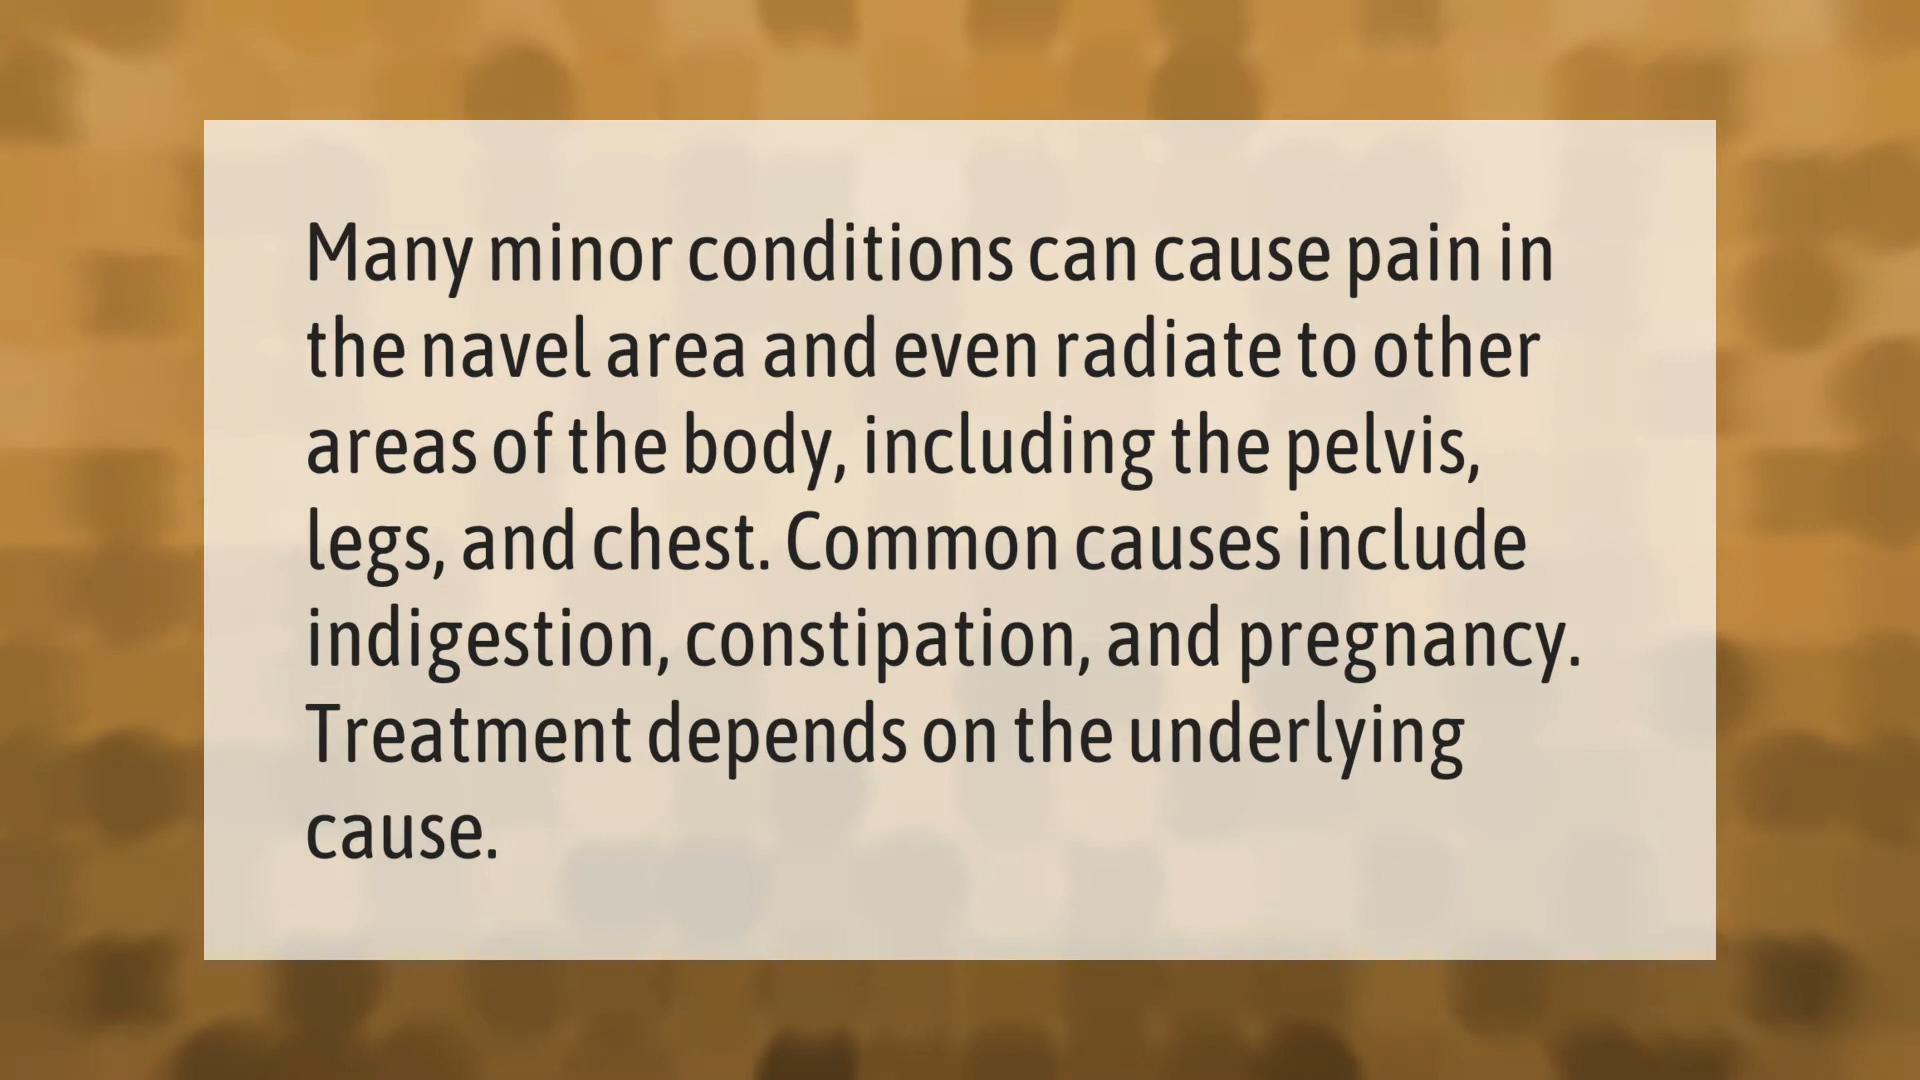 Many minor conditions can cause pain in
the navel area and even radiate to other
areas of the body, including the pelvis,
legs, and chest. Common causes include
indigestion, constipation, and pregnancy.
Treatment depends on the underlying
cause.